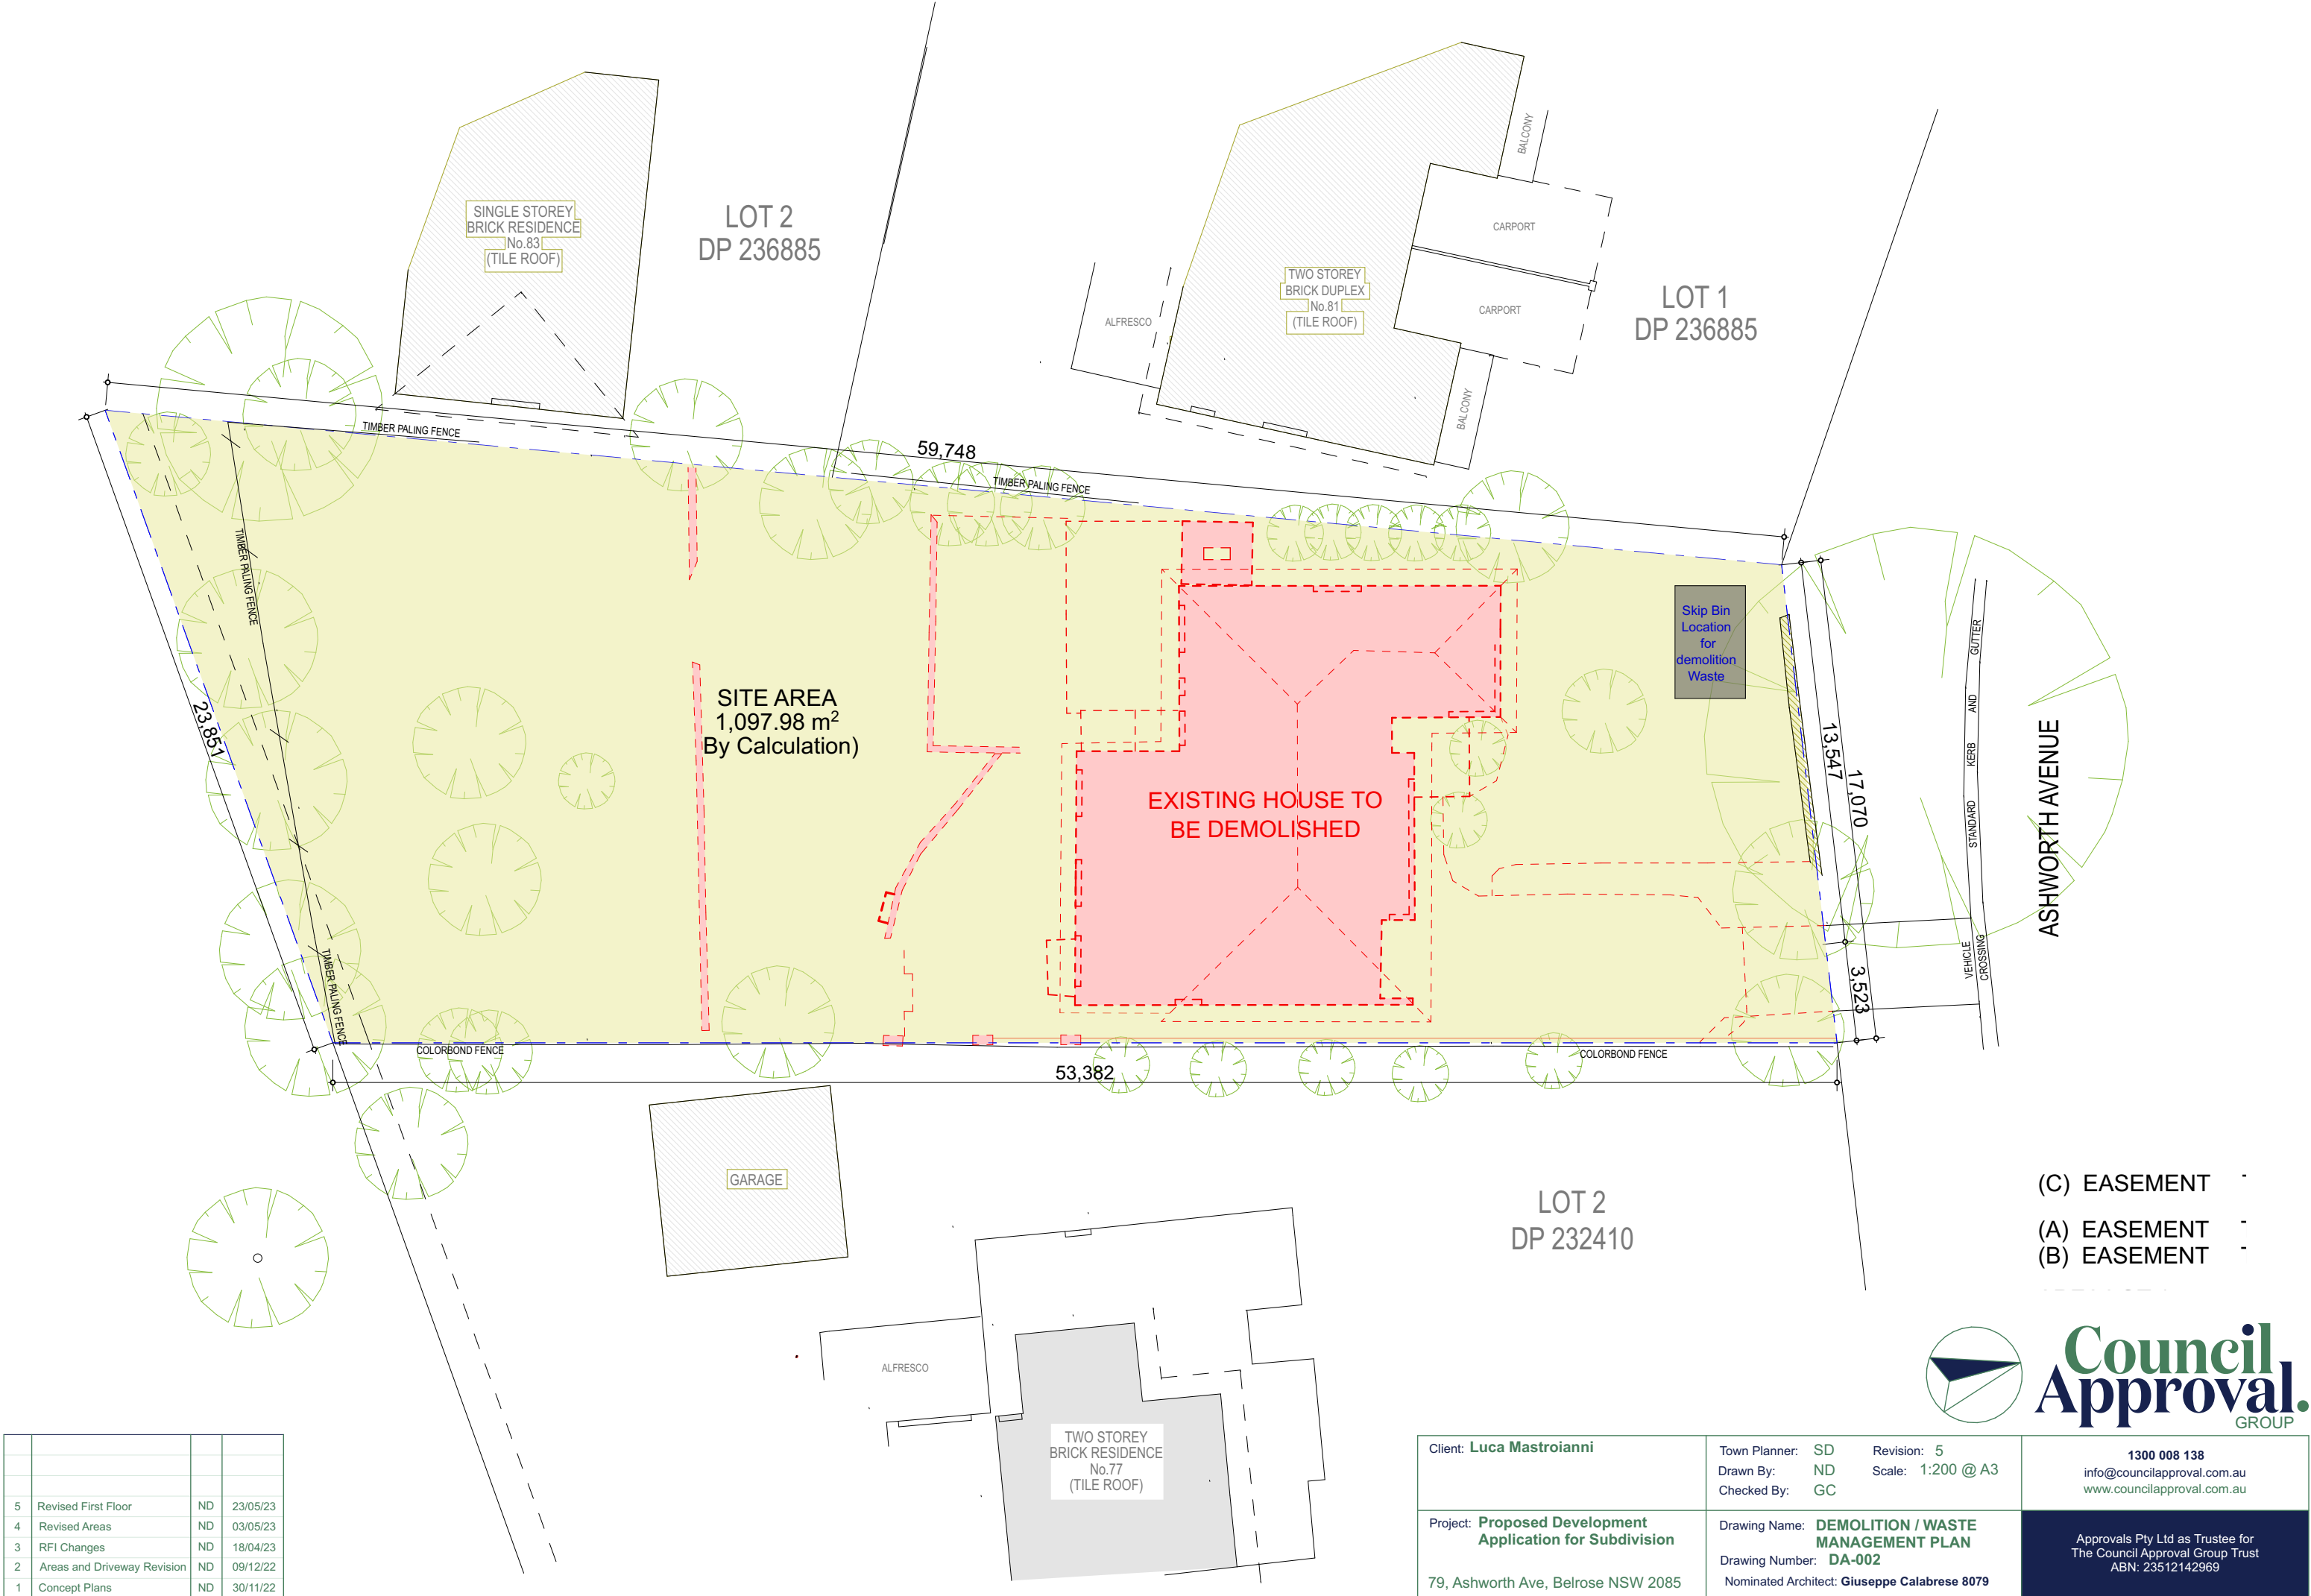 SINGLE STOREY
BRICK RESIDENCE
No.83
(TILE ROOF)
LOT 2
DP 236885
BALCONY
CARPORT
CARPORT
TWO STOREY
BRICK DUPLEX
No.81
(TILE ROOF)
ALFRESCO
BALCONY
LOT 1
DP 236885
TIMBER PALING FENCE
59,748
TIMBER PALING FENCE
TIMBER PALING FENCE
23,851
TIMBER PALING FENCE
SITE AREA
1,097.98 m²
By Calculation)
EXISTING HOUSE TO
BE DEMOLISHED
Skip Bin
Location
for
demolition
Waste
13,547
17,070
3,523
STANDARD KERB AND GUTTER
VEHICLE
CROSSING
ASHWORTH AVENUE
COLORBOND FENCE
COLORBOND FENCE
53,382
GARAGE
LOT 2
DP 232410
ALFRESCO
TWO STOREY
BRICK RESIDENCE
No.77
(TILE ROOF)
(C) EASEMENT
(A) EASEMENT
(B) EASEMENT
Council
Approval.
GROUP
5 Revised First Floor ND 23/05/23
4 Revised Areas ND 03/05/23
3 RFI Changes ND 18/04/23
2 Areas and Driveway Revision ND 09/12/22
1 Concept Plans ND 30/11/22
Client: Luca Mastroianni
Project: Proposed Development
Application for Subdivision
79, Ashworth Ave, Belrose NSW 2085
Town Planner: SD Revision: 5
Drawn By: ND Scale: 1:200 @ A3
Checked By: GC
Drawing Name: DEMOLITION / WASTE
MANAGEMENT PLAN
Drawing Number: DA-002
Nominated Architect: Giuseppe Calabrese 8079
1300 008 138
info@councilapproval.com.au
www.councilapproval.com.au
Approvals Pty Ltd as Trustee for
The Council Approval Group Trust
ABN: 23512142969